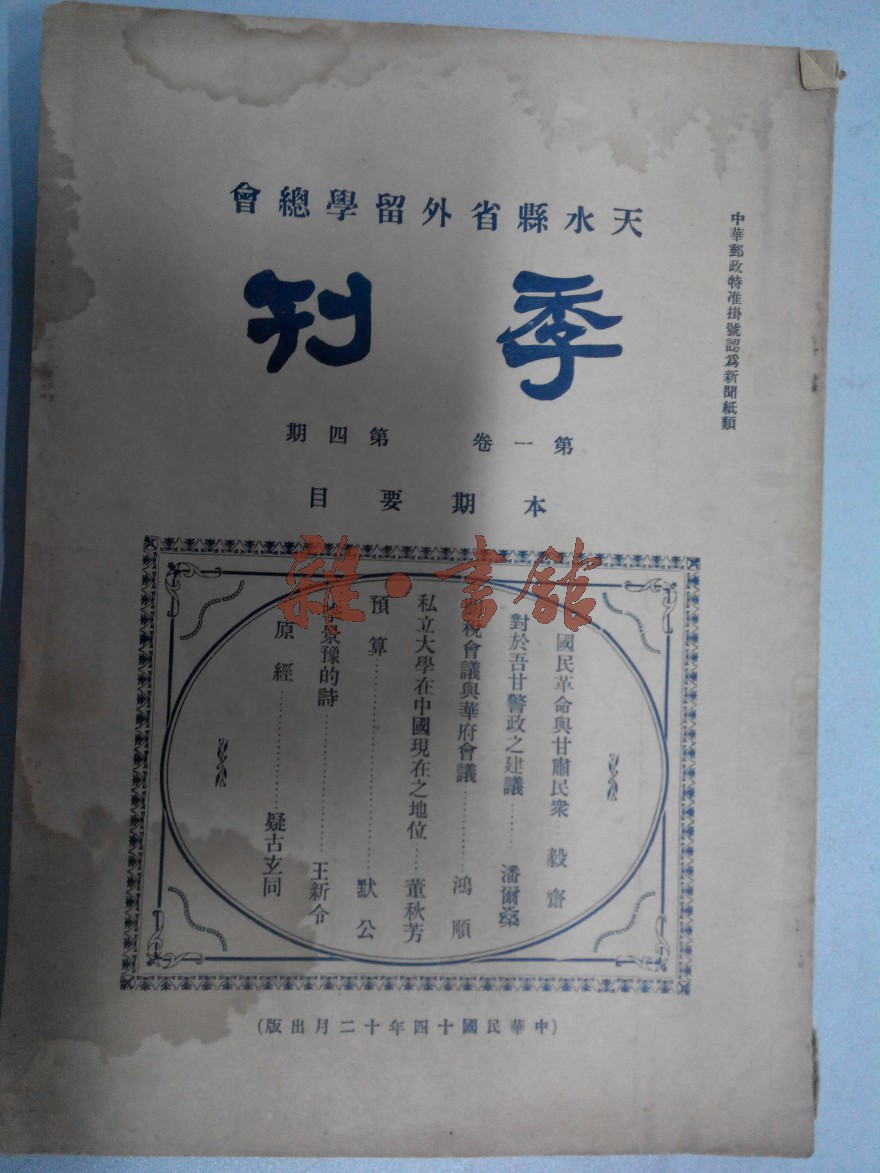 天水縣省外留學總會
季刊
第一卷 第四期
中華郵政特准掛號認爲新聞紙類
本期要目
國民革命與甘肅民衆 … 毅齋
對於吾甘警政之建議 …… 潘爾燊
稅會議與華府會議 ……… 鴻順
私立大學在中國現在之地位 …… 董秋芳
預算 ……………… 默公
景豫的詩 ………… 王新令
原經 ……………… 疑古玄同
(中華民國十四年十二月出版)
雜·書館